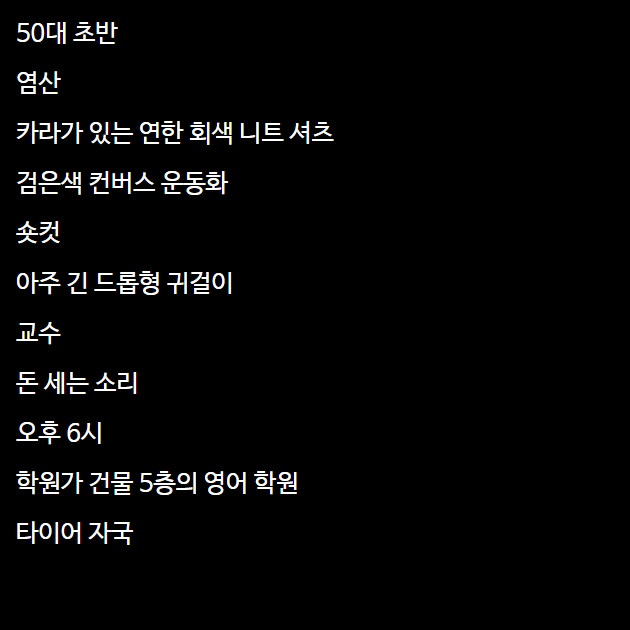 50대 초반
염산
카라가 있는 연한 회색 니트 셔츠
검은색 컨버스 운동화
숏컷
아주 긴 드롭형 귀걸이
교수
돈 세는 소리
오후 6시
학원가 건물 5층의 영어 학원
타이어 자국